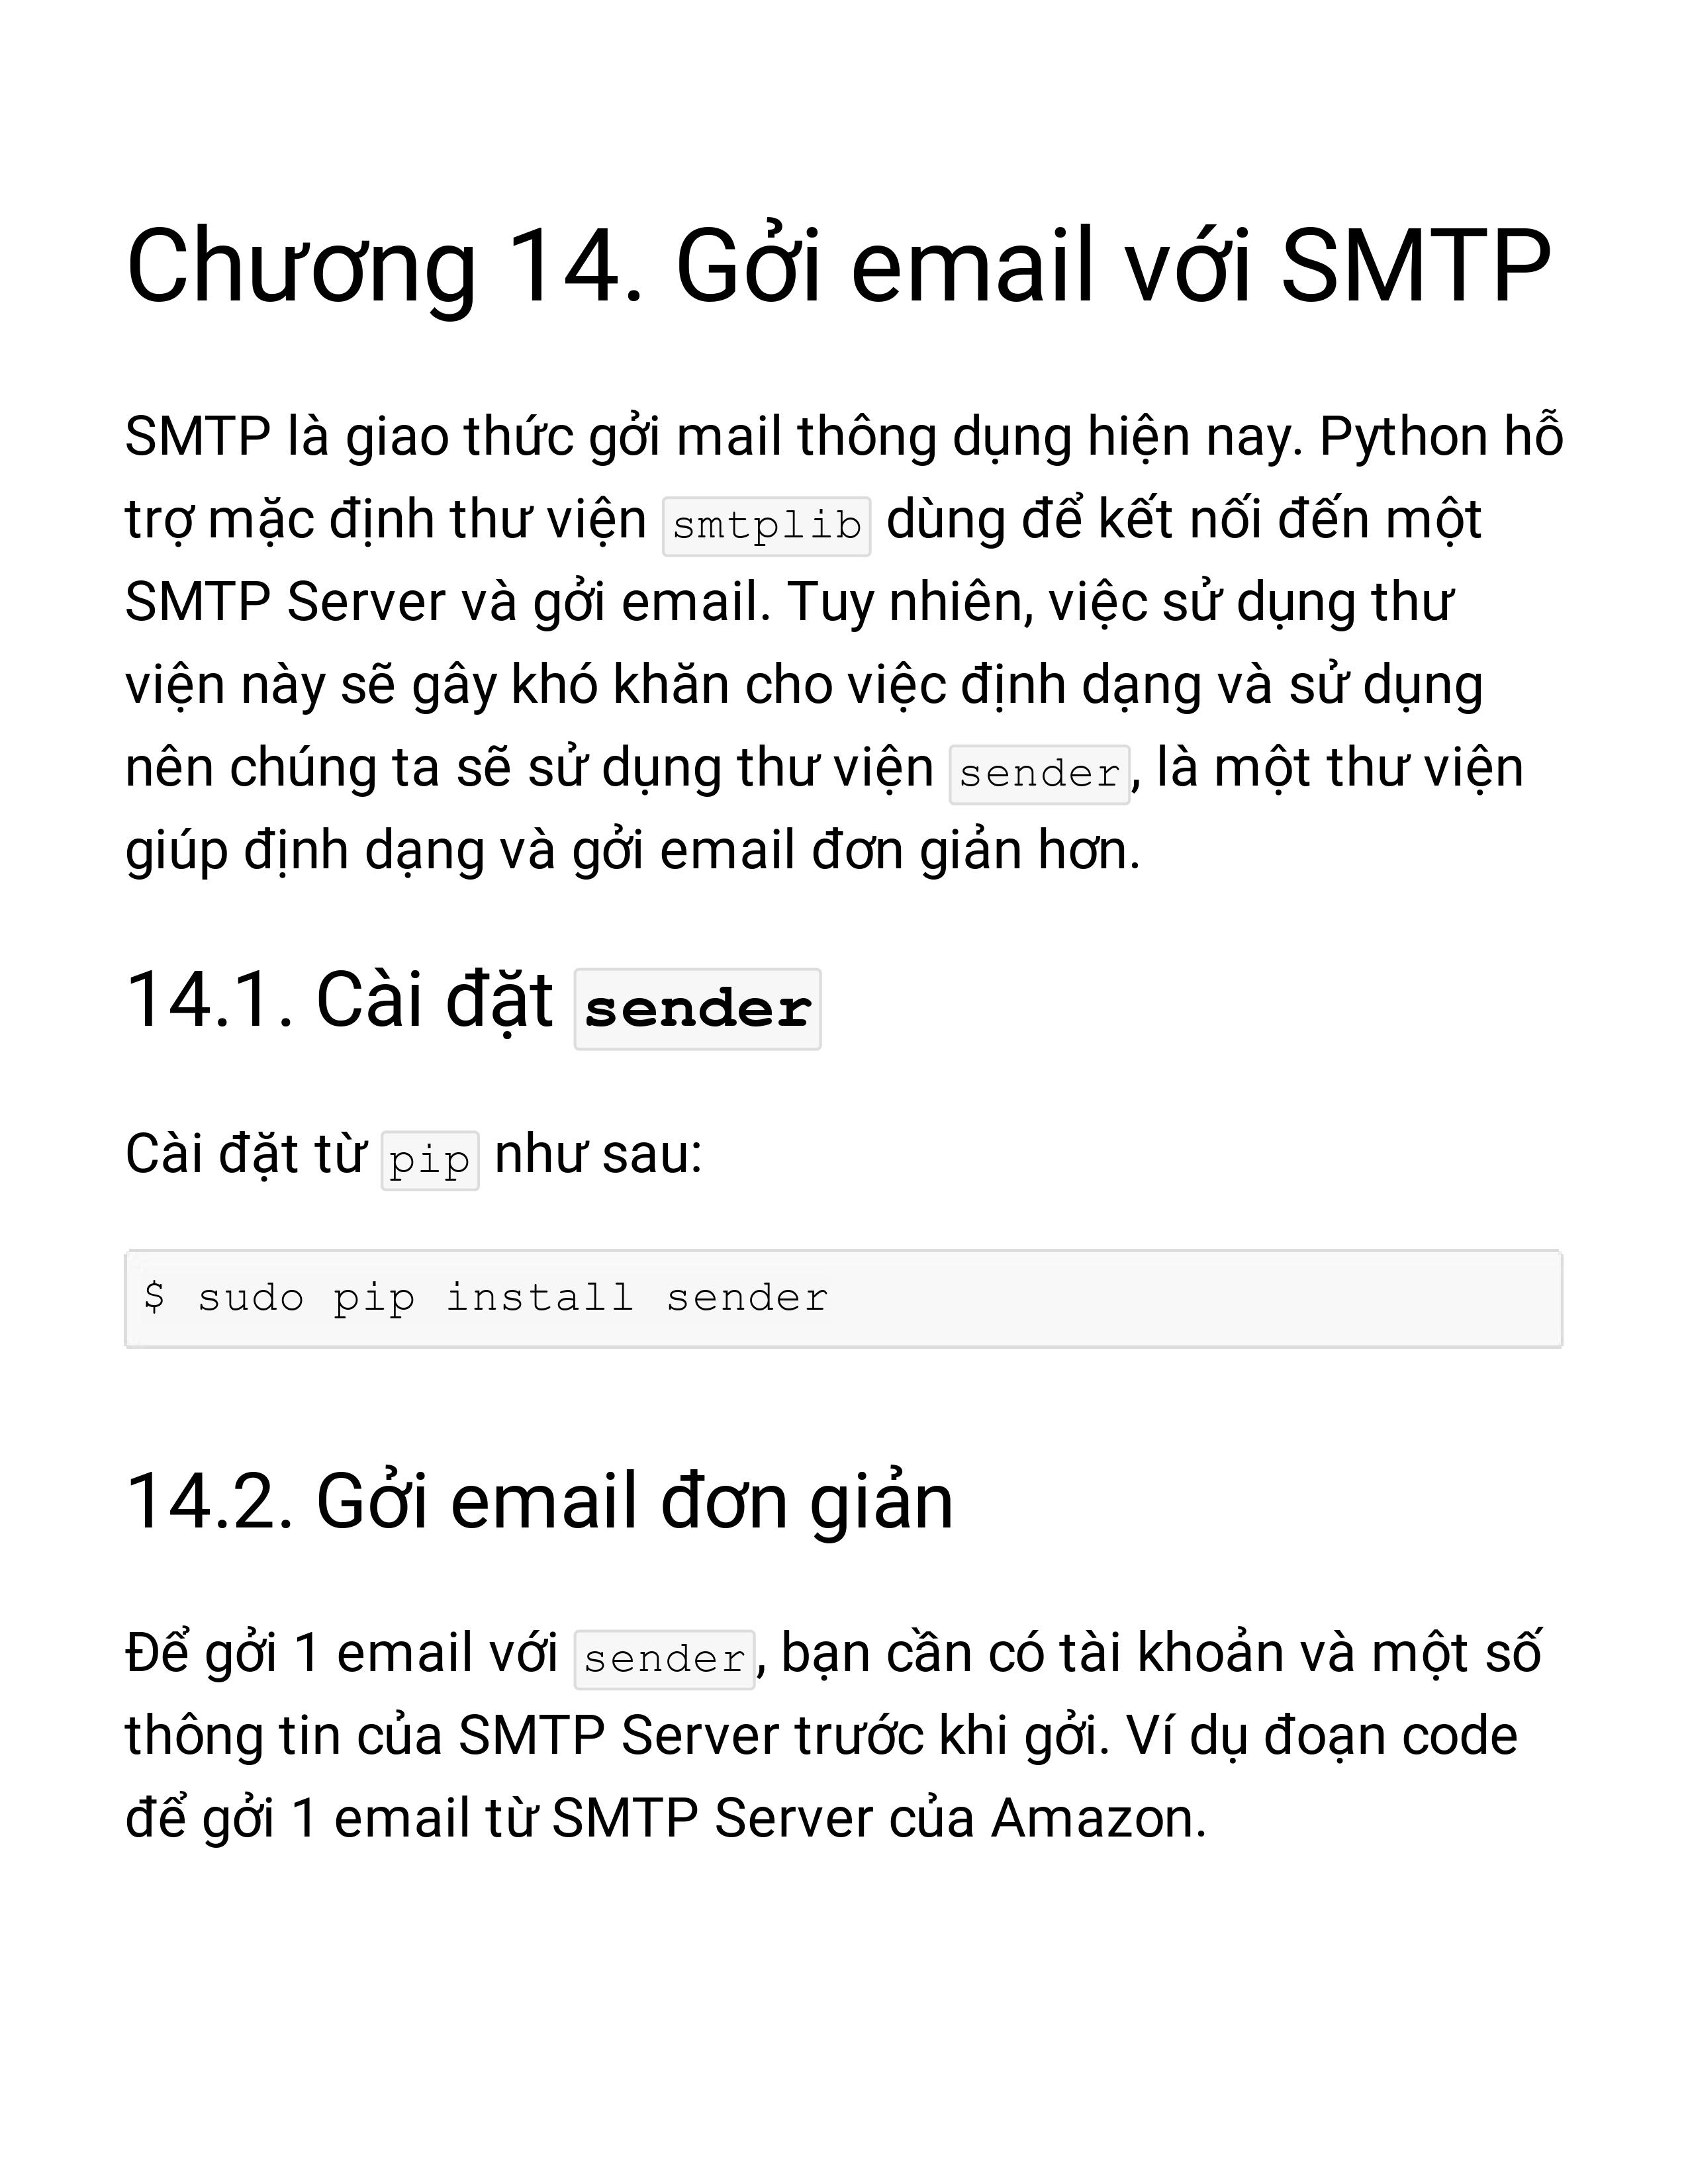 Chương 14. Gởi email với SMTP
SMTP là giao thức gởi mail thông dụng hiện nay. Python hỗ
trợ mặc định thư viện smtplib dùng để kết nối đến một
SMTP Server và gởi email. Tuy nhiên, việc sử dụng thư
viện này sẽ gây khó khăn cho việc định dạng và sử dụng
nên chúng ta sẽ sử dụng thư viện sender, là một thư viện
giúp định dạng và gởi email đơn giản hơn.
14.1. Cài đặt sender
Cài đặt từ pip như sau:
$ sudo pip install sender
14.2. Gởi email đơn giản
Để gởi 1 email với sender, bạn cần có tài khoản và một số
thông tin của SMTP Server trước khi gởi. Ví dụ đoạn code
để gởi 1 email từ SMTP Server của Amazon.